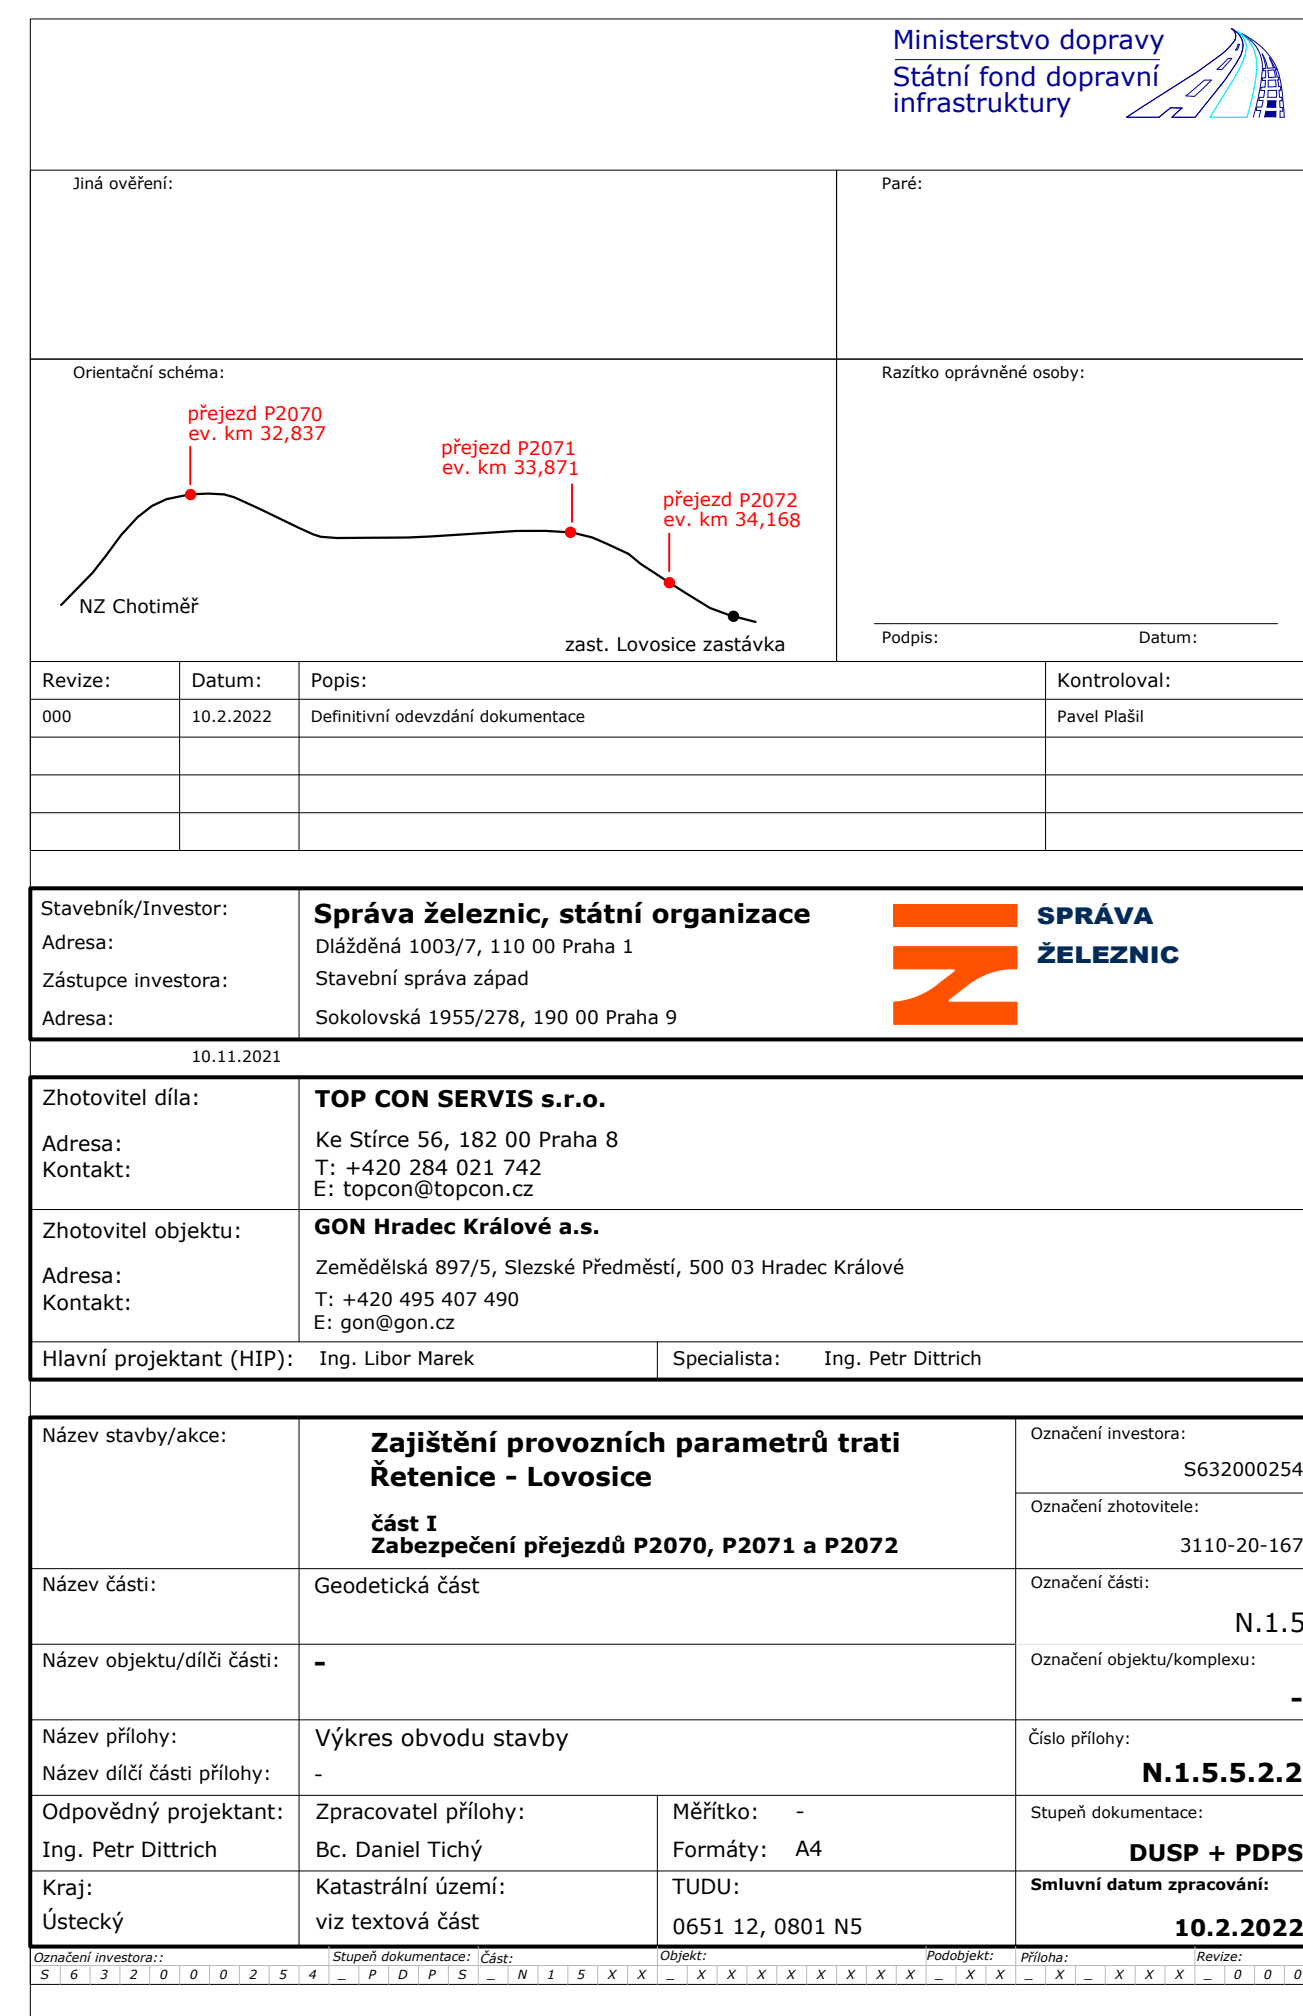 Ministerstvo dopravy
Státní fond dopravní
infrastruktury
Jiná ověření:
Paré:
Orientační schéma:
Razítko oprávněné osoby:
přejezd P2070
ev. km 32,837
přejezd P2071
ev. km 33,871
přejezd P2072
ev. km 34,168
NZ Chotiměř
zast. Lovosice zastávka
Podpis: Datum:
Revize: Datum: Popis: Kontroloval:
000 10.2.2022 Definitivní odevzdání dokumentace Pavel Plašil
Stavebník/Investor: Správa železnic, státní organizace
Adresa: Dlážděná 1003/7, 110 00 Praha 1
Zástupce investora: Stavební správa západ
Adresa: Sokolovská 1955/278, 190 00 Praha 9
SPRÁVA
ŽELEZNIC
10.11.2021
Zhotovitel díla: TOP CON SERVIS s.r.o.
Adresa: Ke Stírce 56, 182 00 Praha 8
Kontakt: T: +420 284 021 742
E: topcon@topcon.cz
Zhotovitel objektu: GON Hradec Králové a.s.
Adresa: Zemědělská 897/5, Slezské Předměstí, 500 03 Hradec Králové
Kontakt: T: +420 495 407 490
E: gon@gon.cz
Hlavní projektant (HIP): Ing. Libor Marek Specialista: Ing. Petr Dittrich
Název stavby/akce: Zajištění provozních parametrů trati
Řetenice - Lovosice
část I
Zabezpečení přejezdů P2070, P2071 a P2072
Označení investora:
S632000254
Označení zhotovitele:
3110-20-167
Název části: Geodetická část
Označení části:
N.1.5
Název objektu/dílči části: -
Označení objektu/komplexu:
-
Název přílohy: Výkres obvodu stavby
Číslo přílohy:
Název dílčí části přílohy: -
N.1.5.5.2.2
Odpovědný projektant: Zpracovatel přílohy: Měřítko: - Stupeň dokumentace:
Ing. Petr Dittrich Bc. Daniel Tichý Formáty: A4 DUSP + PDPS
Kraj: Katastrální území: TUDU: Smluvní datum zpracování:
Ústecký viz textová část 0651 12, 0801 N5 10.2.2022
Označení investora:: Stupeň dokumentace: Část: Objekt: Podobjekt: Příloha: Revize:
S 6 3 2 0 0 0 2 5 4 _ P D P S _ N 1 5 X X _ X X X X X X X X _ X X _ X _ X X X _ 0 0 0